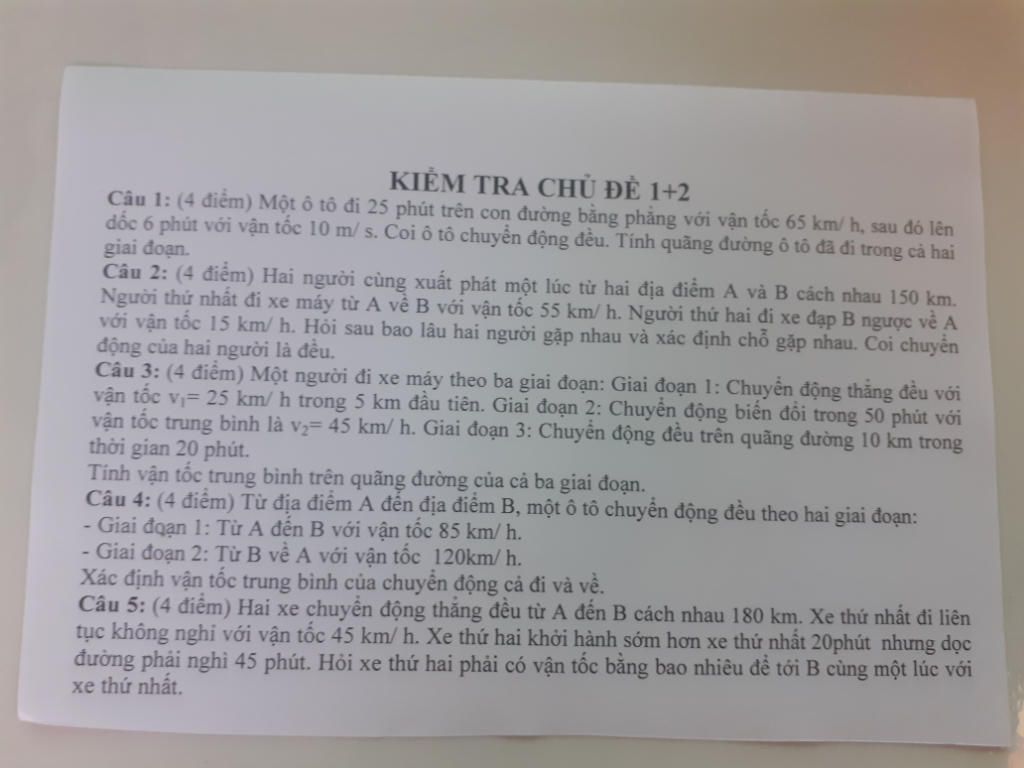 KIỂM TRA CHỦ ĐỀ 1+2
Câu 1: (4 điểm) Một ô tô đi 25 phút trên con đường bằng phẳng với vận tốc 65 km/ h, sau đó lên
dốc 6 phút với vận tốc 10 m/ s. Coi ô tô chuyển động đều. Tính quãng đường ô tô đã đi trong cả hai
giai đoạn.
Câu 2: (4 điểm) Hai người cùng xuất phát một lúc từ hai địa điểm A và B cách nhau 150 km.
Người thứ nhất đi xe máy từ A về B với vận tốc 55 km/ h. Người thứ hai đi xe đạp B ngược về A
với vận tốc 15 km/ h. Hỏi sau bao lâu hai người gặp nhau và xác định chỗ gặp nhau. Coi chuyển
động của hai người là đều.
Câu 3: (4 điểm) Một người đi xe máy theo ba giai đoạn: Giai đoạn 1: Chuyển động thẳng đều với
vận tốc v₁= 25 km/ h trong 5 km đầu tiên. Giai đoạn 2: Chuyển động biến đổi trong 50 phút với
vận tốc trung bình là v₂= 45 km/ h. Giai đoạn 3: Chuyển động đều trên quãng đường 10 km trong
thời gian 20 phút.
Tính vận tốc trung bình trên quãng đường của cả ba giai đoạn.
Câu 4: (4 điểm) Từ địa điểm A đến địa điểm B, một ô tô chuyển động đều theo hai giai đoạn:
- Giai đoạn 1: Từ A đến B với vận tốc 85 km/ h.
- Giai đoạn 2: Từ B về A với vận tốc 120km/ h.
Xác định vận tốc trung bình của chuyển động cả đi và về.
Câu 5: (4 điểm) Hai xe chuyển động thẳng đều từ A đến B cách nhau 180 km. Xe thứ nhất đi liên
tục không nghỉ với vận tốc 45 km/ h. Xe thứ hai khởi hành sớm hơn xe thứ nhất 20phút nhưng dọc
đường phải nghỉ 45 phút. Hỏi xe thứ hai phải có vận tốc bằng bao nhiêu để tới B cùng một lúc với
xe thứ nhất.